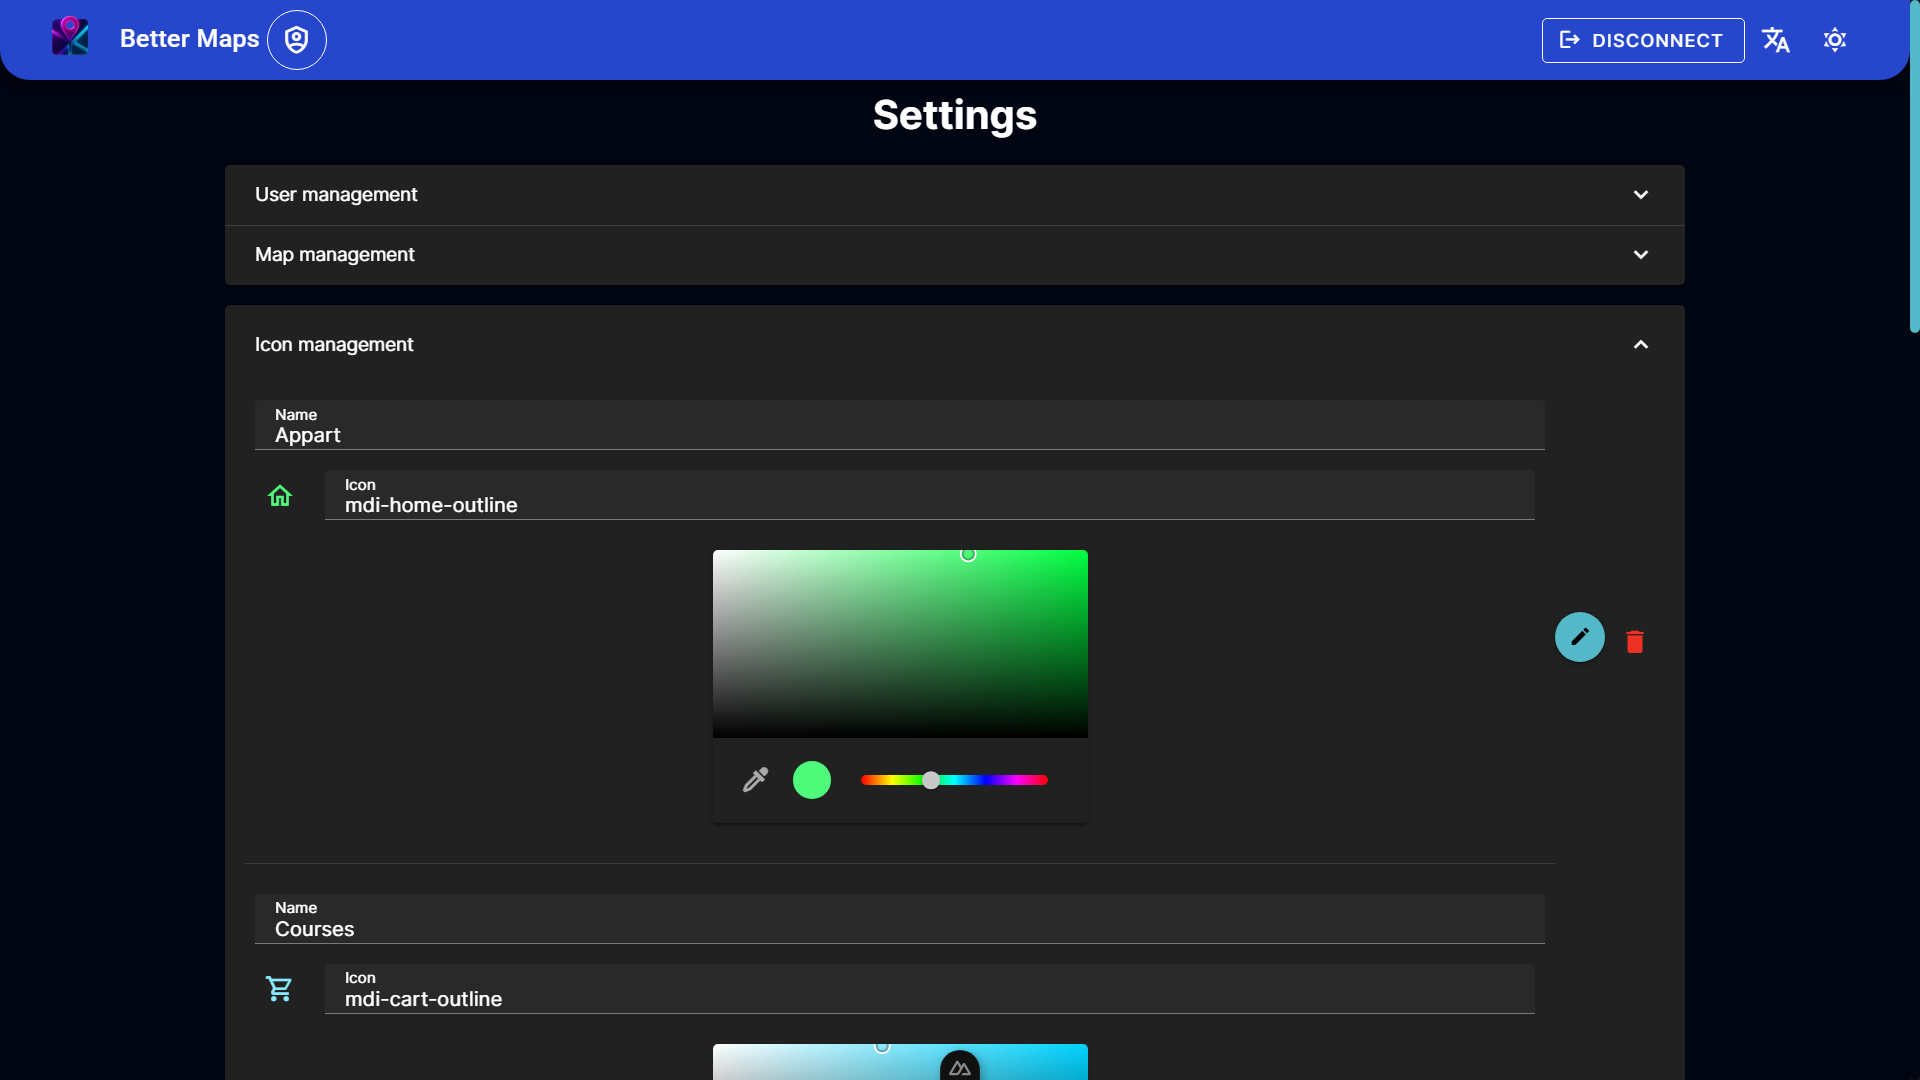 Better Maps
DISCONNECT
Settings
User management
Map management
Icon management
Name
Appart
Icon
mdi-home-outline
Name
Courses
Icon
mdi-cart-outline